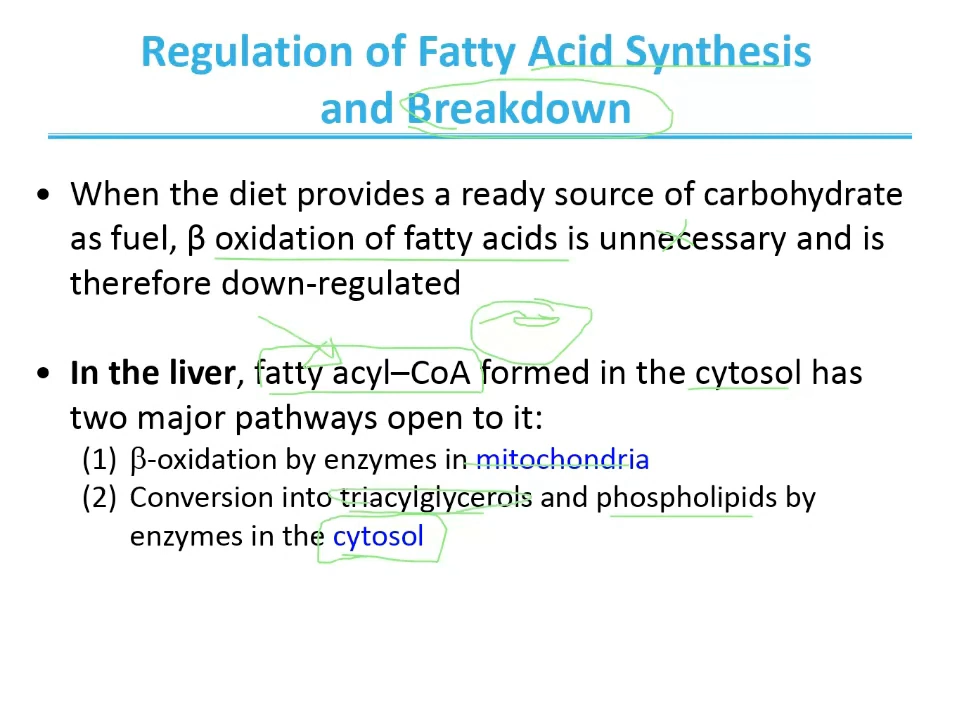 Regulation of Fatty Acid Synthesis
and Breakdown
• When the diet provides a ready source of carbohydrate
as fuel, β oxidation of fatty acids is unnecessary and is
therefore down-regulated
• In the liver, fatty acyl–CoA formed in the cytosol has
two major pathways open to it:
(1) β-oxidation by enzymes in mitochondria
(2) Conversion into triacylglycerols and phospholipids by
enzymes in the cytosol